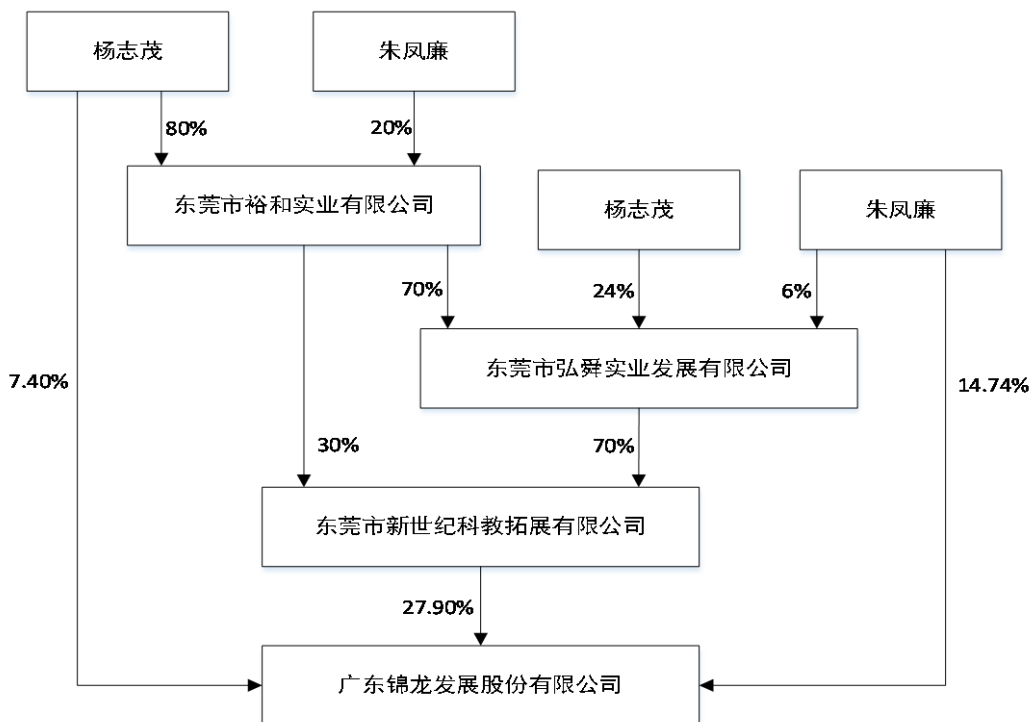 杨志茂
朱凤廉
80%
20%
东莞市裕和实业有限公司
杨志茂
朱凤廉
70%
24%
6%
东莞市弘舜实业发展有限公司
7.40%
14.74%
30%
70%
东莞市新世纪科教拓展有限公司
27.90%
广东锦龙发展股份有限公司